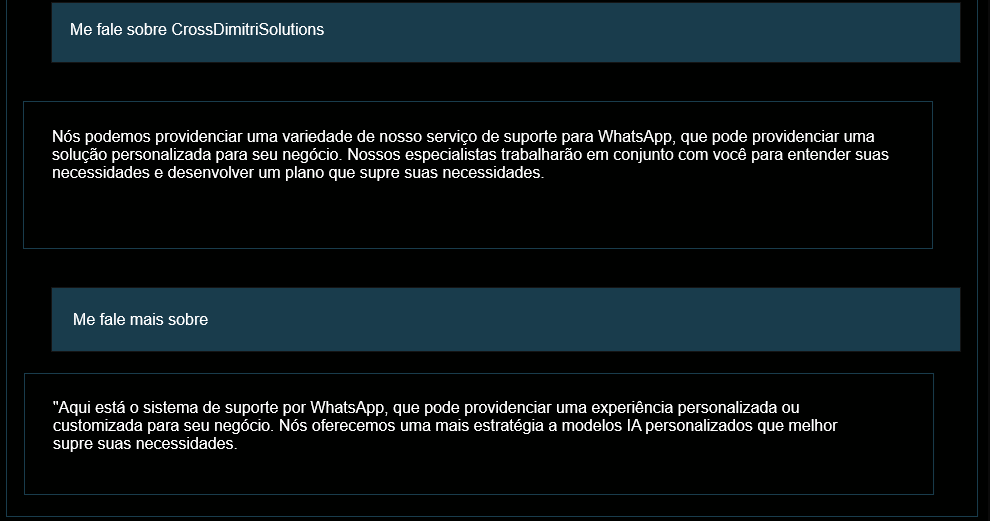 Me fale sobre CrossDimitriSolutions
Nós podemos providenciar uma variedade de nosso serviço de suporte para WhatsApp, que pode providenciar uma
solução personalizada para seu negócio. Nossos especialistas trabalharão em conjunto com você para entender suas
necessidades e desenvolver um plano que supre suas necessidades.
Me fale mais sobre
"Aqui está o sistema de suporte por WhatsApp, que pode providenciar uma experiência personalizada ou
customizada para seu negócio. Nós oferecemos uma mais estratégia a modelos IA personalizados que melhor
supre suas necessidades.